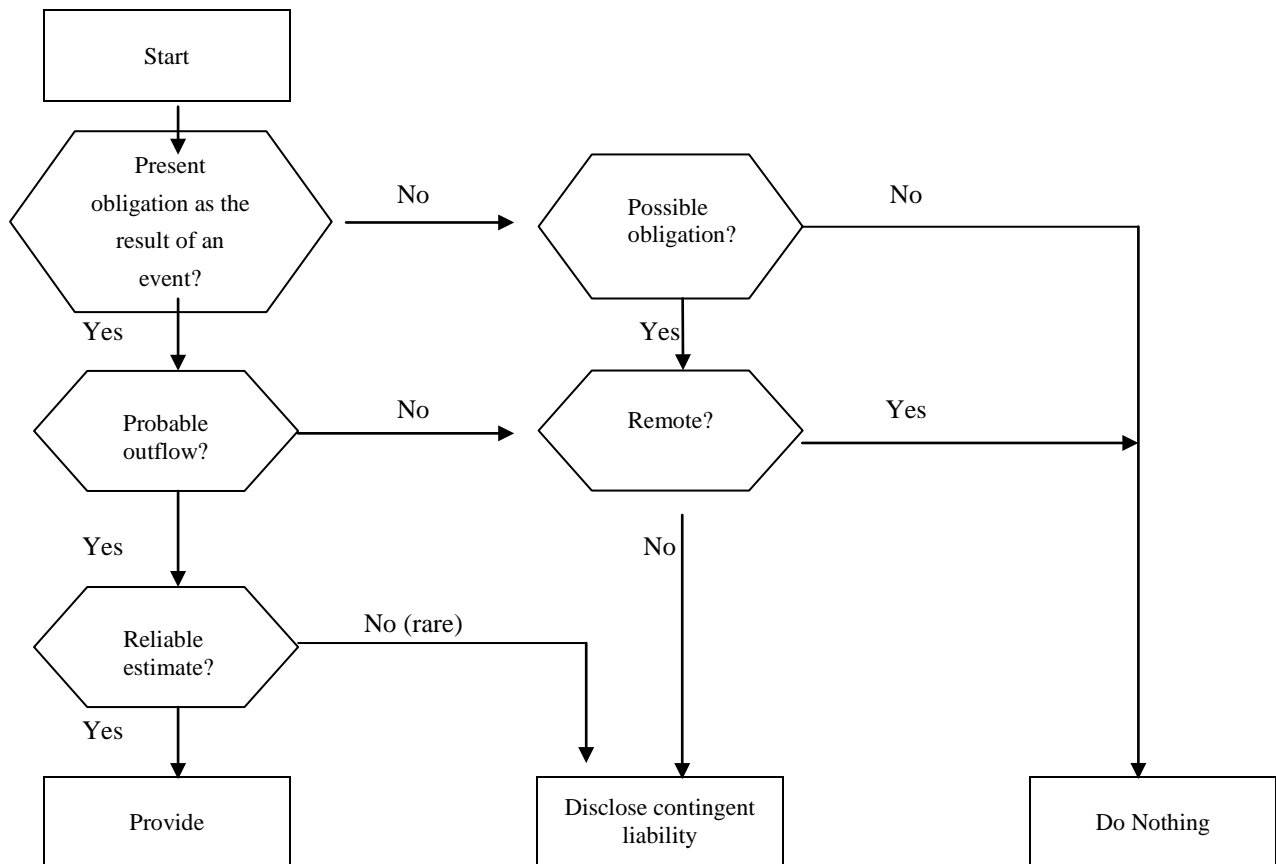 Start
Present
obligation as the
result of an
event?
No
Possible
obligation?
No
Yes
Yes
Probable
outflow?
No
Remote?
Yes
Yes
No
Reliable
estimate?
No (rare)
Yes
Provide
Disclose contingent
liability
Do Nothing